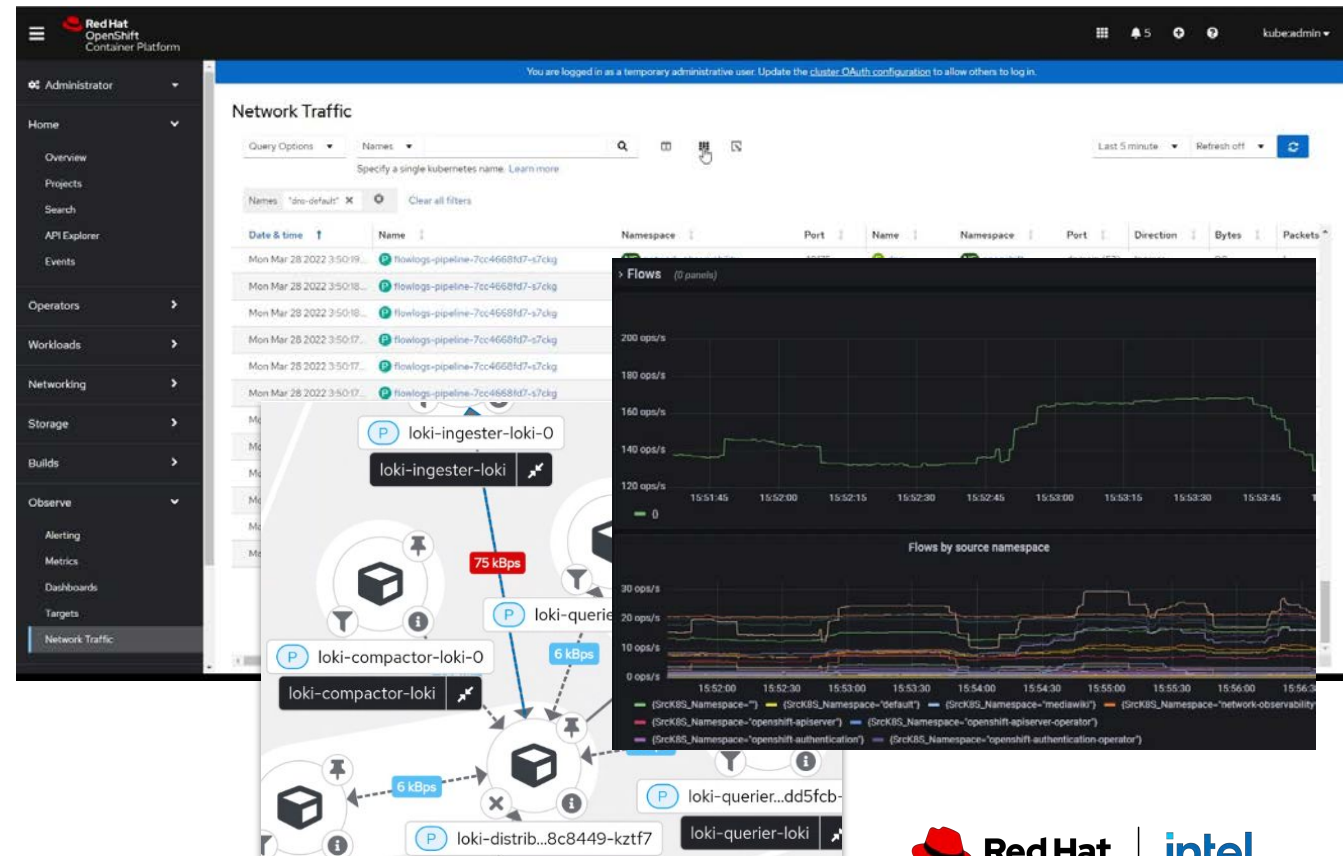 Red Hat
OpenShift
Container Platform
5
kube:admin
You are logged in as a temporary administrative user. Update the cluster OAuth configuration to allow others to log in.
Administrator
Home
Overview
Projects
Search
API Explorer
Events
Operators
Workloads
Networking
Storage
Builds
Observe
Alerting
Metrics
Dashboards
Targets
Network Traffic
Network Traffic
Query Options Names
Last 5 minute Refresh off
Specify a single kubernetes name. Learn more
Names "dns-default" Clear all filters
Date & time Name Namespace Port Name Namespace Port Direction Bytes Packets
Mon Mar 28 2022 3:50:19... P flowlogs-pipeline-7cc4668fd7-s7ckg
Mon Mar 28 2022 3:50:18... P flowlogs-pipeline-7cc4668fd7-s7ckg
Mon Mar 28 2022 3:50:18... P flowlogs-pipeline-7cc4668fd7-s7ckg
Mon Mar 28 2022 3:50:17... P flowlogs-pipeline-7cc4668fd7-s7ckg
Mon Mar 28 2022 3:50:17... P flowlogs-pipeline-7cc4668fd7-s7ckg
Mon Mar 28 2022 3:50:17... P flowlogs-pipeline-7cc4668fd7-s7ckg
P loki-ingester-loki-0
loki-ingester-loki
75 kBps
P loki-querie
6 kBps
P loki-compactor-loki-0
loki-compactor-loki
6 kBps
P loki-querier...dd5fcb-
P loki-distrib...8c8449-kztf7
loki-querier-loki
Flows (0 panels)
200 ops/s
180 ops/s
160 ops/s
140 ops/s
120 ops/s
15:51:45 15:52:00 15:52:15 15:52:30 15:52:45 15:53:00 15:53:15 15:53:30 15:53:45
0
Flows by source namespace
30 ops/s
20 ops/s
10 ops/s
0 ops/s
15:52:00 15:52:30 15:53:00 15:53:30 15:54:00 15:54:30 15:55:00 15:55:30 15:56:00 15:56:3
{SrcK8S_Namespace=""} {SrcK8S_Namespace="default"} {SrcK8S_Namespace="mediawiki"} {SrcK8S_Namespace="network-observability
{SrcK8S_Namespace="openshift-apiserver"} {SrcK8S_Namespace="openshift-apiserver-operator"}
{SrcK8S_Namespace="openshift-authentication"} {SrcK8S_Namespace="openshift-authentication-operator"}
Red Hat intel